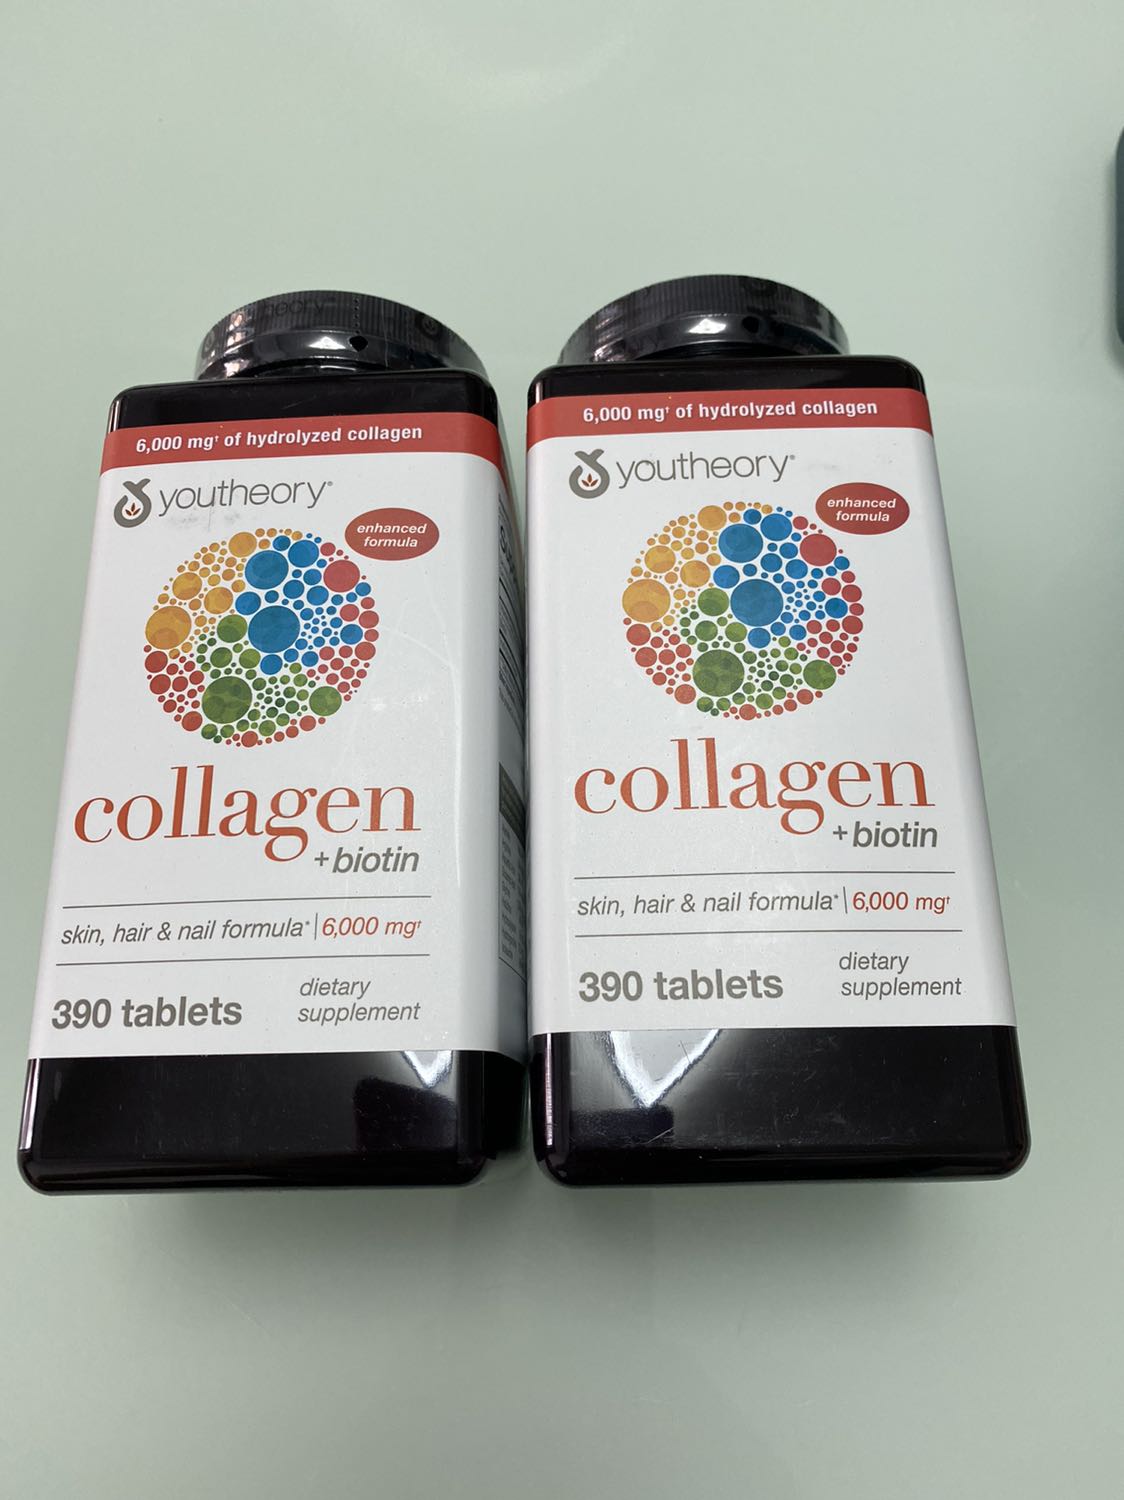 6,000 mg† of hydrolyzed collagen
youtheory®
enhanced
formula
collagen
+biotin
skin, hair & nail formula* | 6,000 mg†
390 tablets
dietary
supplement
6,000 mg† of hydrolyzed collagen
youtheory®
enhanced
formula
collagen
+biotin
skin, hair & nail formula* | 6,000 mg†
390 tablets
dietary
supplement